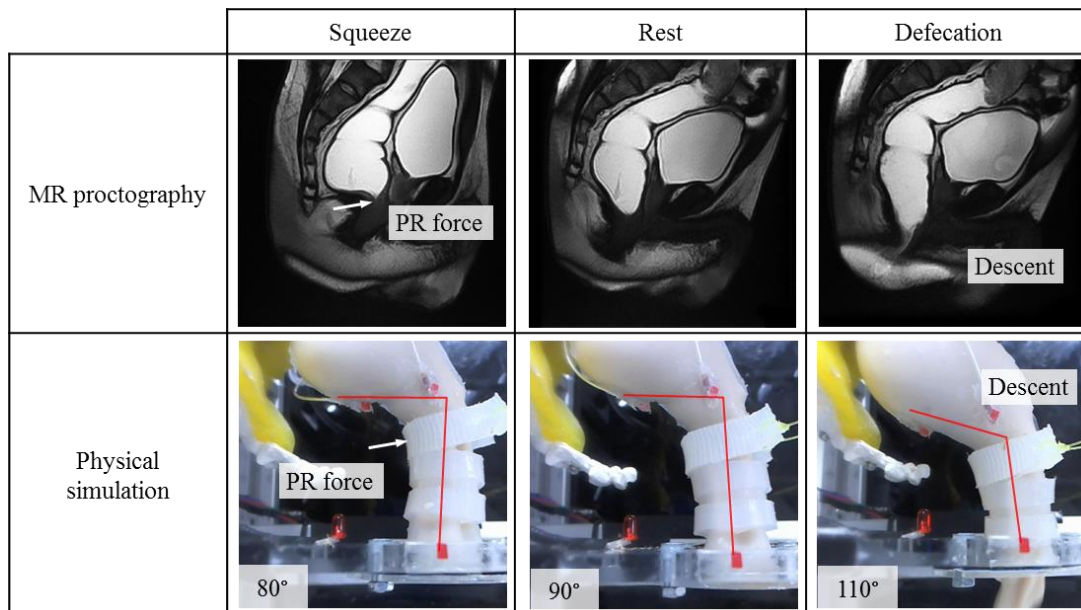 Squeeze
Rest
Defecation
MR proctography
PR force
Descent
Physical
simulation
PR force
80°
90°
Descent
110°